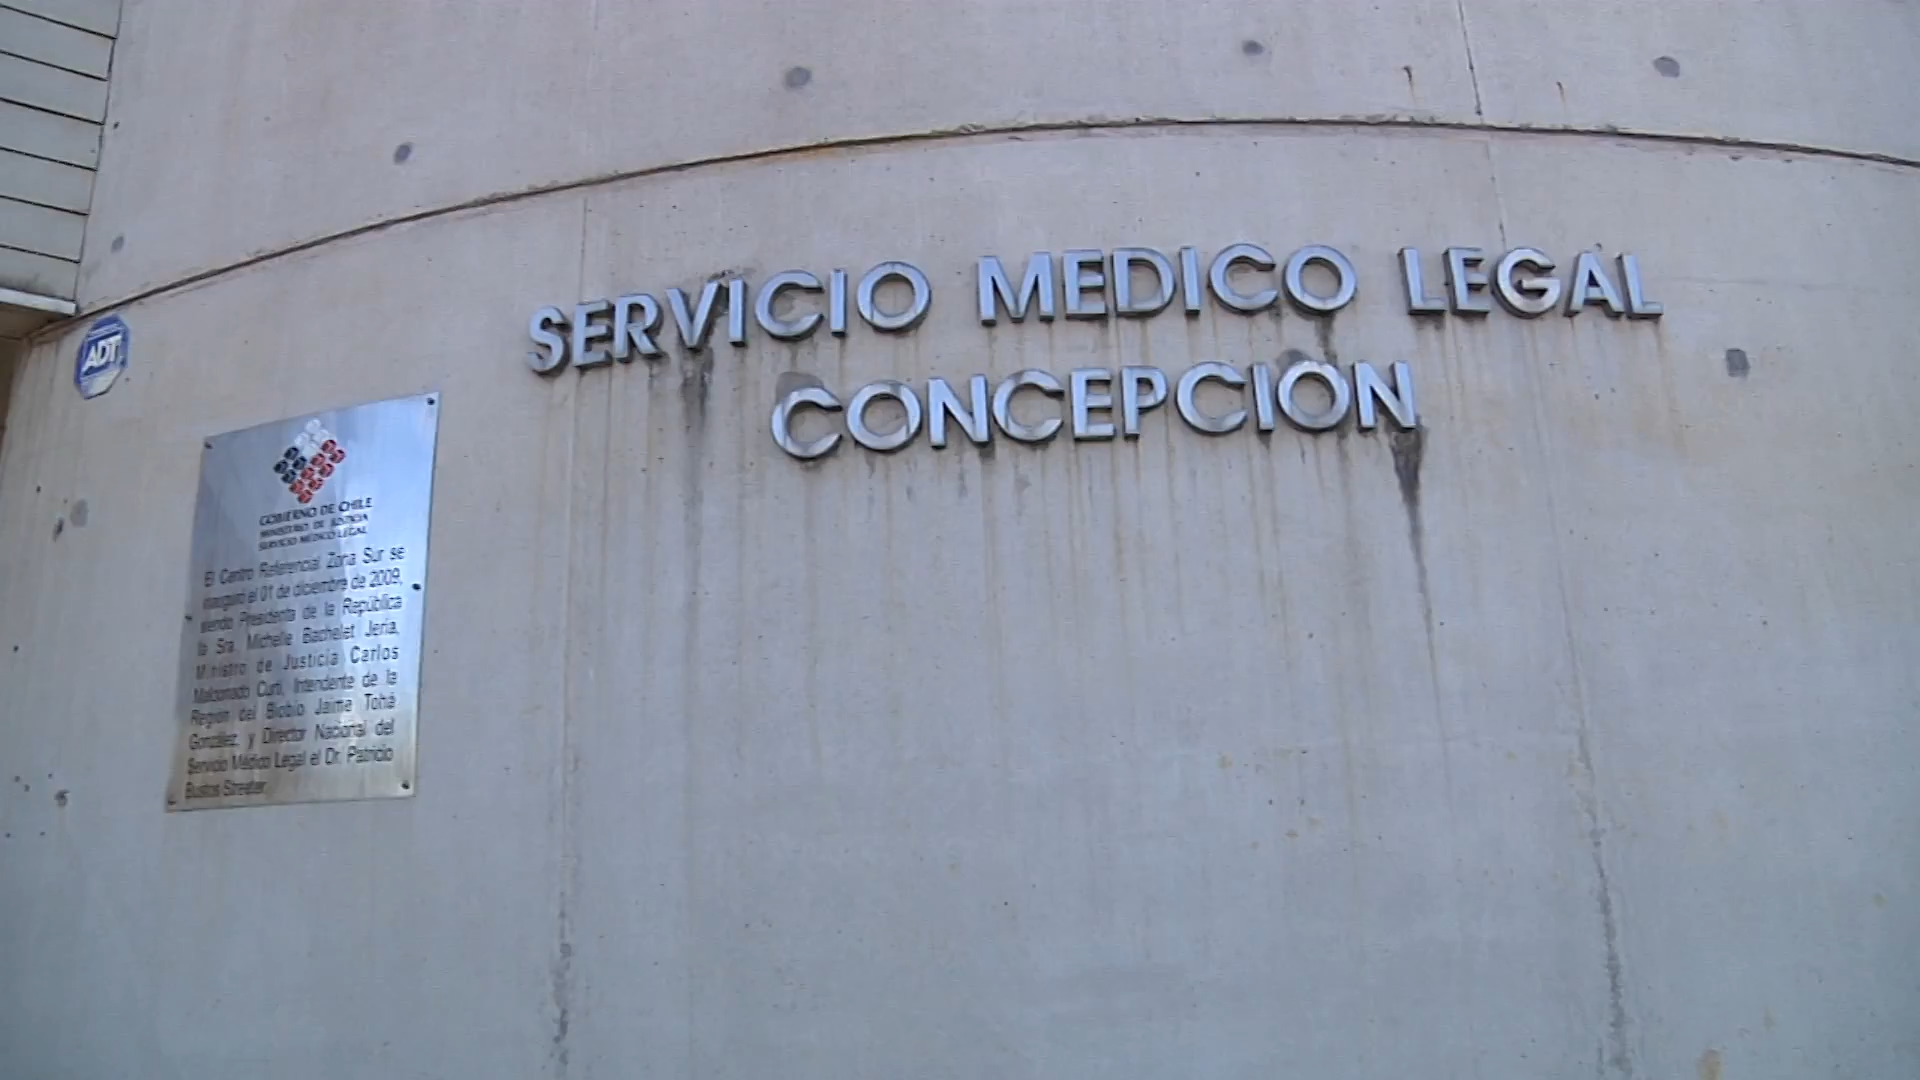 SERVICIO MEDICO LEGAL
CONCEPCIÓN
ADT
GOBIERNO DE CHILE
MINISTERIO DE JUSTICIA
SERVICIO MEDICO LEGAL
El Centro Referencial Zona Sur se
inauguró el 01 de diciembre de 2009,
siendo Presidenta de la República
la Sra. Michelle Bachelet Jeria,
Ministro de Justicia Carlos
Maldonado Curti, Intendente de la
Región del Biobío Jaime Tohá
González, y Director Nacional del
Servicio Médico Legal el Dr. Patricio
Bustos Streeter.